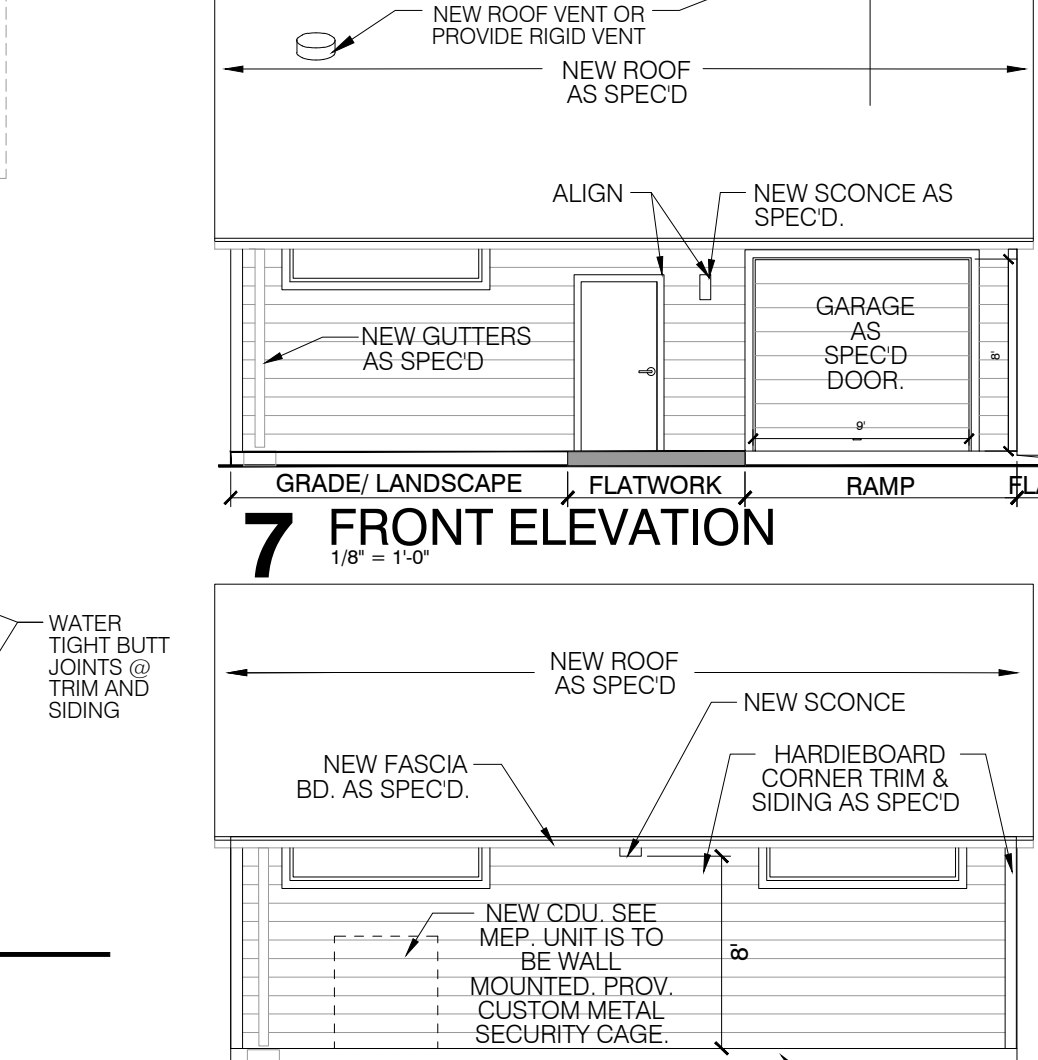 NEW ROOF VENT OR
PROVIDE RIGID VENT
NEW ROOF
AS SPEC'D
ALIGN
NEW SCONCE AS
SPEC'D.
NEW GUTTERS
AS SPEC'D
GARAGE
AS
SPEC'D
DOOR.
8'
9'
GRADE/ LANDSCAPE
FLATWORK
RAMP
FLA
7 FRONT ELEVATION
1/8" = 1'-0"
WATER
TIGHT BUTT
JOINTS @
TRIM AND
SIDING
NEW ROOF
AS SPEC'D
NEW SCONCE
NEW FASCIA
BD. AS SPEC'D.
HARDIEBOARD
CORNER TRIM &
SIDING AS SPEC'D
NEW CDU. SEE
MEP. UNIT IS TO
BE WALL
MOUNTED. PROV.
CUSTOM METAL
SECURITY CAGE.
8'